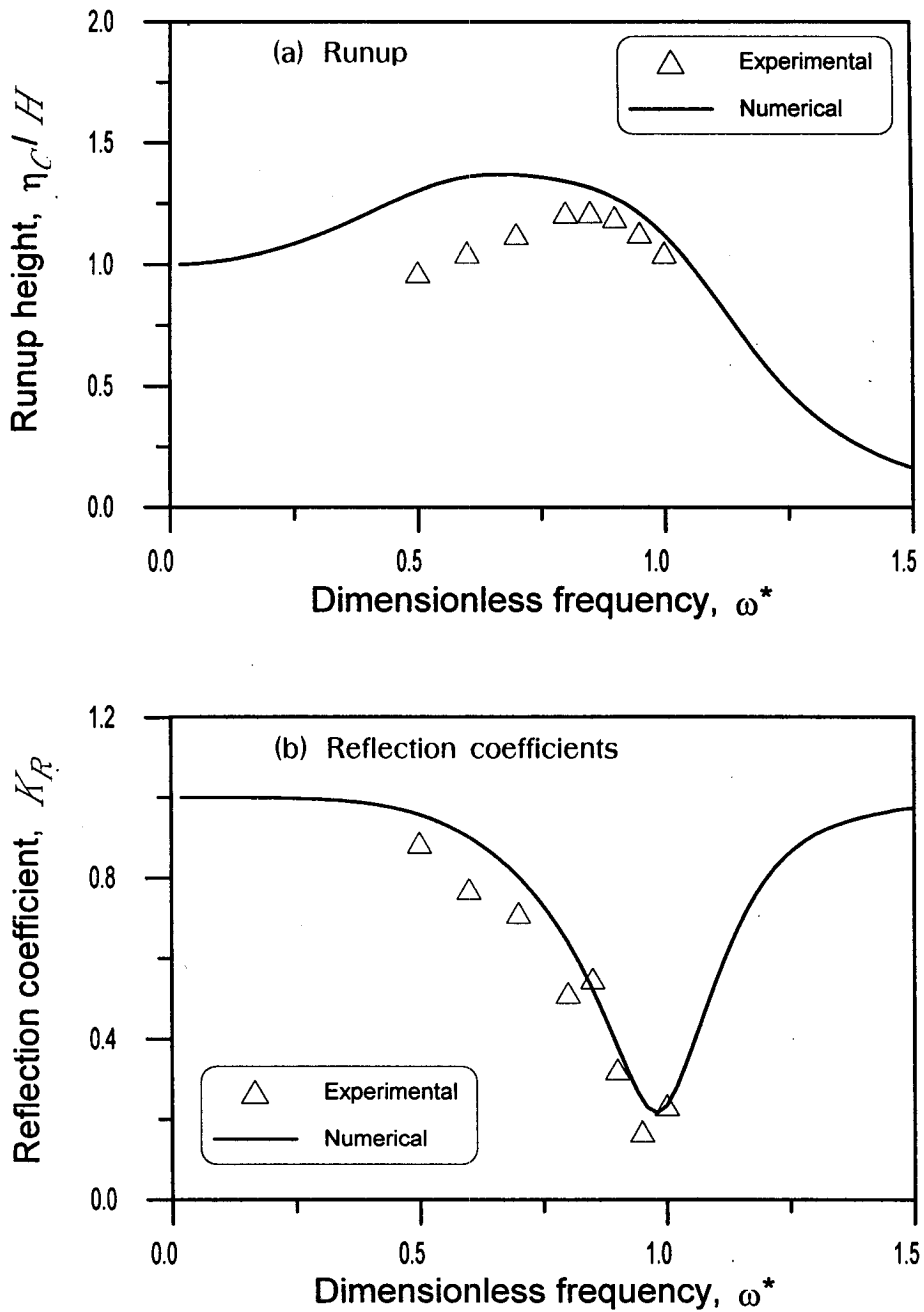 (a) Runup
Experimental
Numerical
Runup height, η_C / H
2.0
1.5
1.0
0.5
0.0
0.0 0.5 1.0 1.5
Dimensionless frequency, ω*
(b) Reflection coefficients
Reflection coefficient, K_R
1.2
0.8
0.4
0.0
Experimental
Numerical
0.0 0.5 1.0 1.5
Dimensionless frequency, ω*